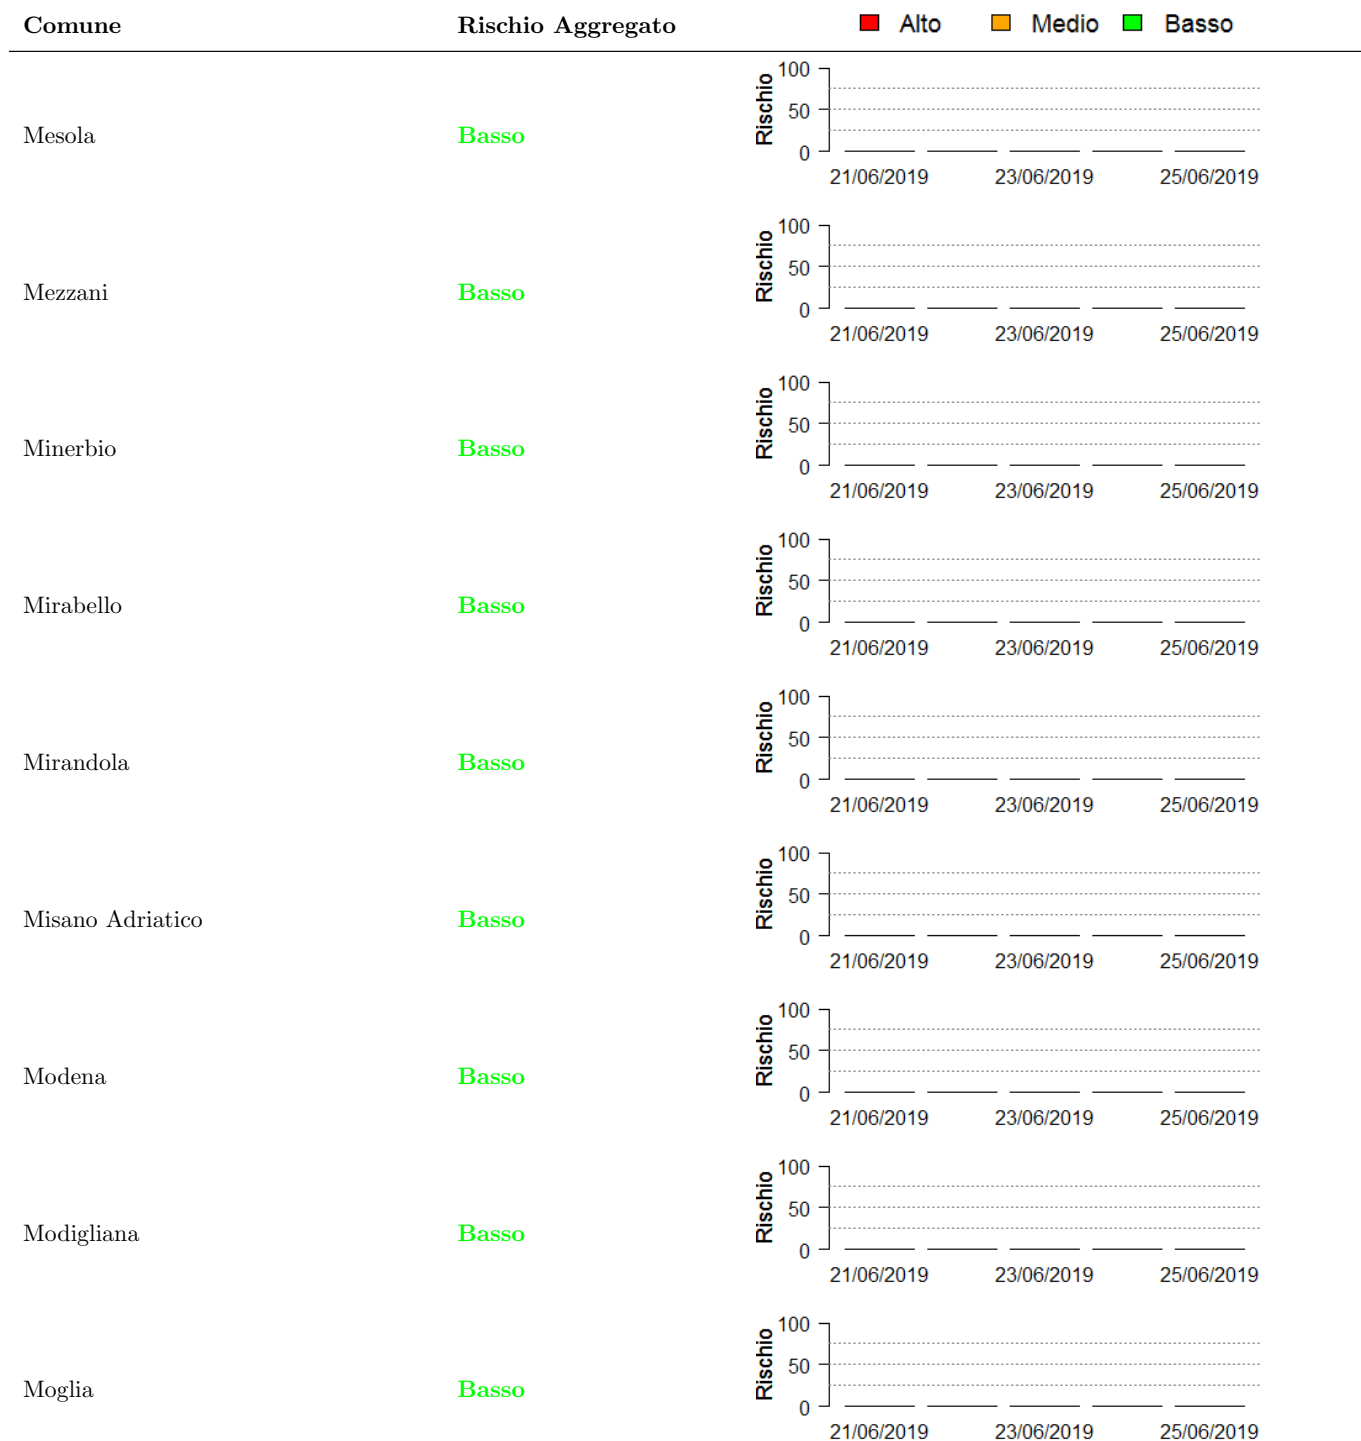 Comune Rischio Aggregato Alto Medio Basso
100
50
0
Rischio
Mesola Basso
21/06/2019 23/06/2019 25/06/2019
100
50
0
Rischio
Mezzani Basso
21/06/2019 23/06/2019 25/06/2019
100
50
0
Rischio
Minerbio Basso
21/06/2019 23/06/2019 25/06/2019
100
50
0
Rischio
Mirabello Basso
21/06/2019 23/06/2019 25/06/2019
100
50
0
Rischio
Mirandola Basso
21/06/2019 23/06/2019 25/06/2019
100
50
0
Rischio
Misano Adriatico Basso
21/06/2019 23/06/2019 25/06/2019
100
50
0
Rischio
Modena Basso
21/06/2019 23/06/2019 25/06/2019
100
50
0
Rischio
Modigliana Basso
21/06/2019 23/06/2019 25/06/2019
100
50
0
Rischio
Moglia Basso
21/06/2019 23/06/2019 25/06/2019